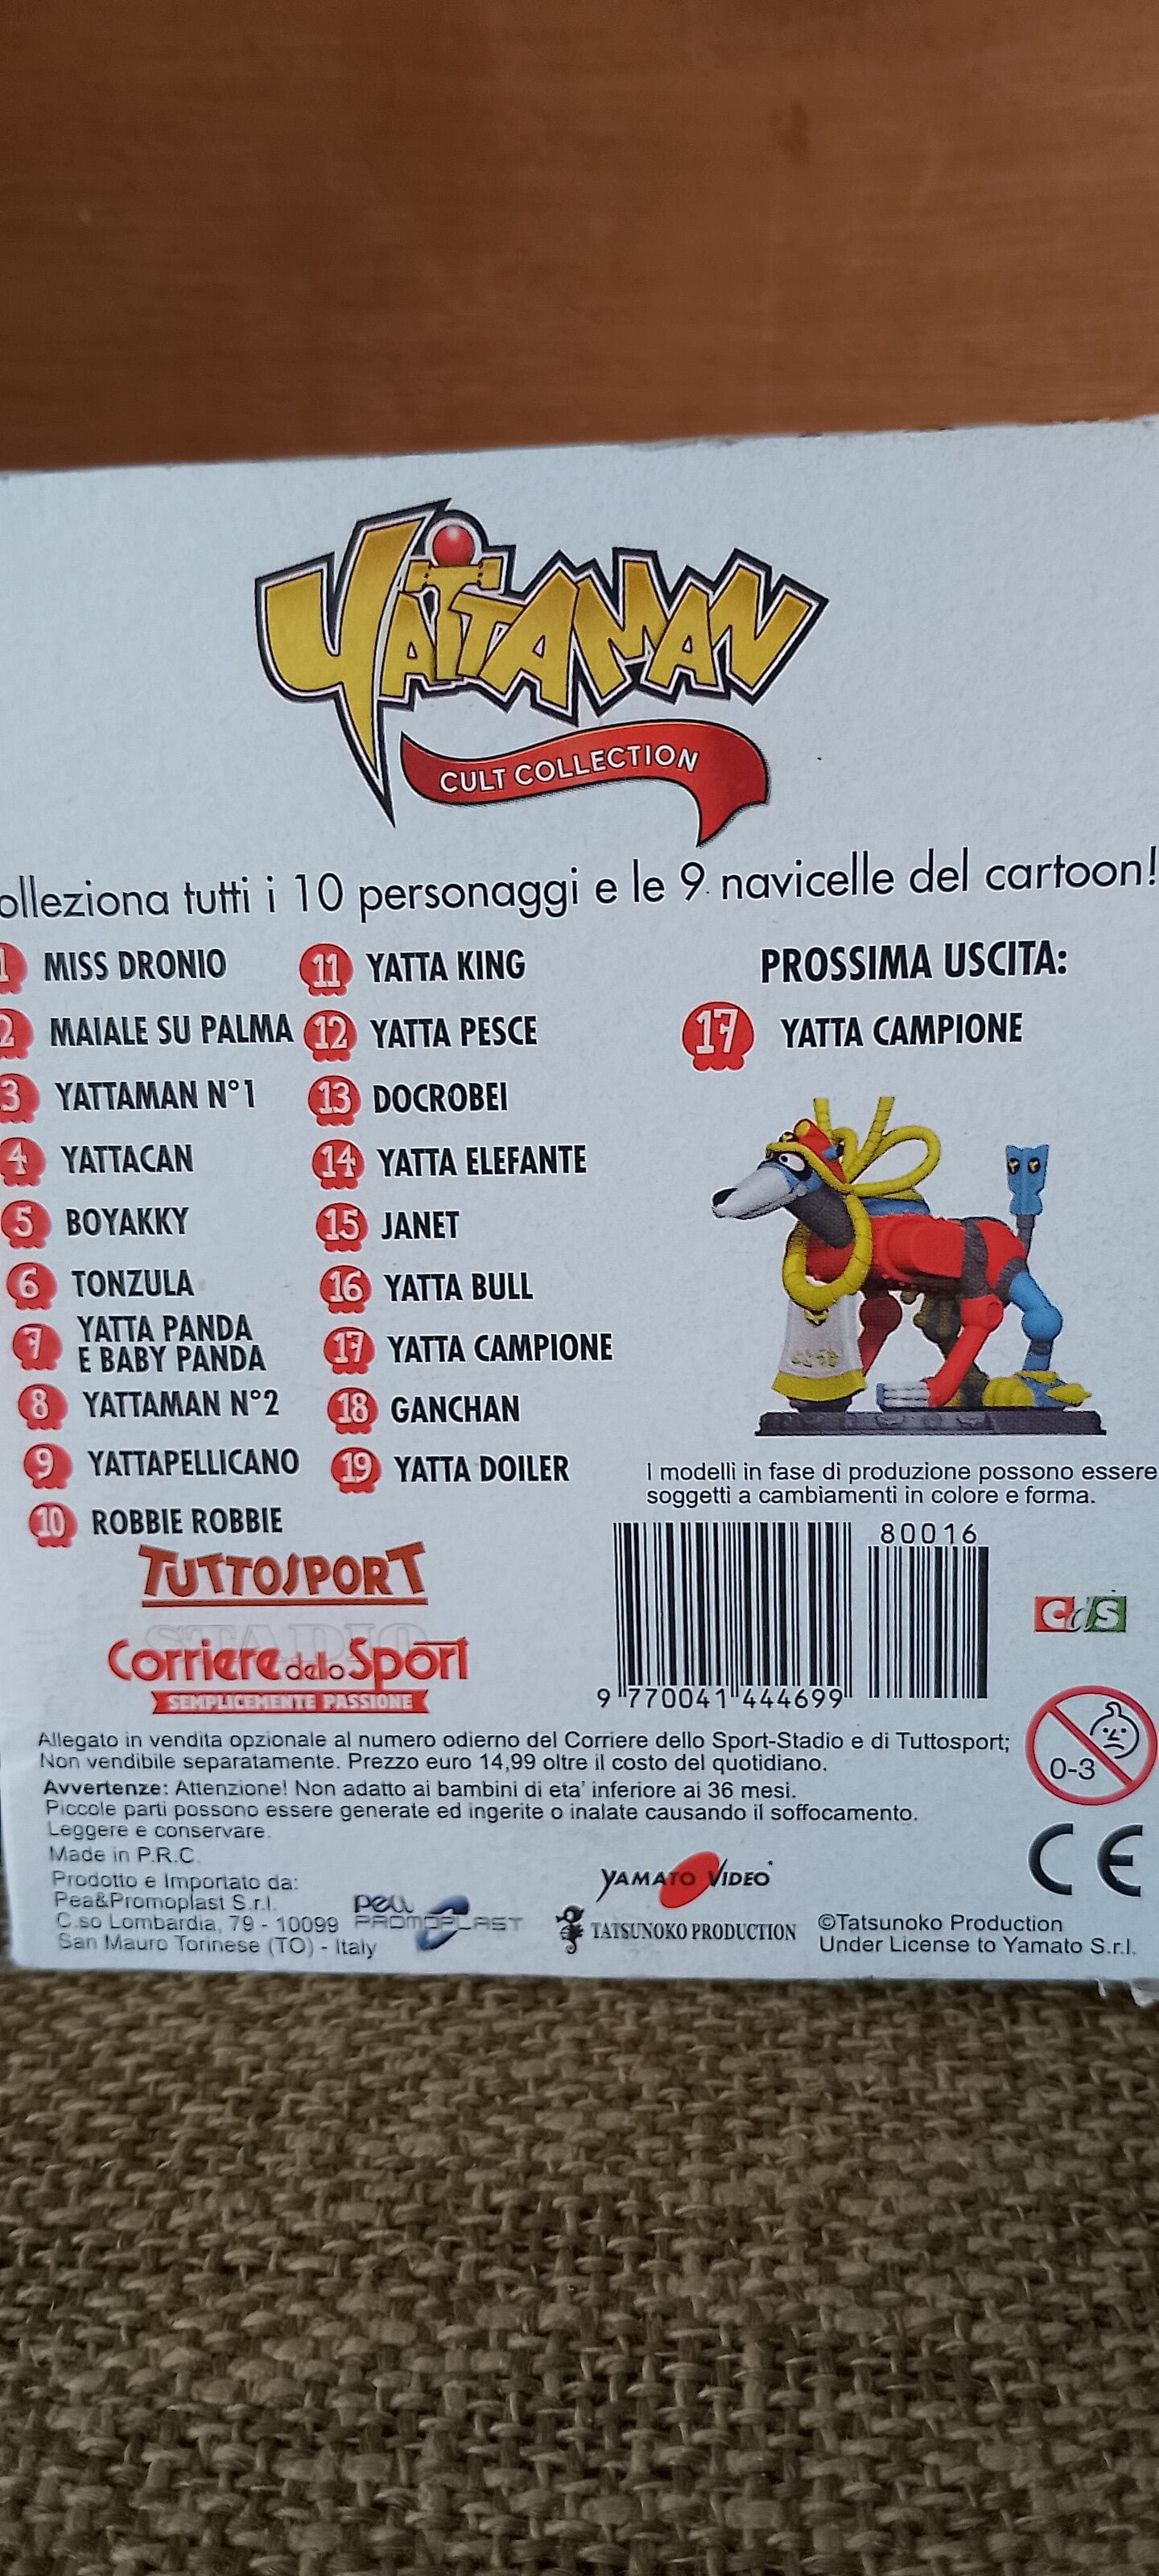 YATTAMAN
CULT COLLECTION
olleziona tutti i 10 personaggi e le 9 navicelle del cartoon!
1 MISS DRONIO
2 MAIALE SU PALMA
3 YATTAMAN N°1
4 YATTACAN
5 BOYAKKY
6 TONZULA
7 YATTA PANDA
E BABY PANDA
8 YATTAMAN N°2
9 YATTAPELLICANO
10 ROBBIE ROBBIE
11 YATTA KING
12 YATTA PESCE
13 DOCROBEI
14 YATTA ELEFANTE
15 JANET
16 YATTA BULL
17 YATTA CAMPIONE
18 GANCHAN
19 YATTA DOILER
PROSSIMA USCITA:
17 YATTA CAMPIONE
I modelli in fase di produzione possono essere
soggetti a cambiamenti in colore e forma.
80016
9 770041 444699
CdS
TUTTOSPORT
STADIO
Corriere dello Sport
SEMPLICEMENTE PASSIONE
Allegato in vendita opzionale al numero odierno del Corriere dello Sport-Stadio e di Tuttosport;
Non vendibile separatamente. Prezzo euro 14,99 oltre il costo del quotidiano.
Avvertenze: Attenzione! Non adatto ai bambini di eta' inferiore ai 36 mesi.
Piccole parti possono essere generate ed ingerite o inalate causando il soffocamento.
Leggere e conservare.
Made in P.R.C.
0-3
CE
Prodotto e Importato da:
Pea&Promoplast S.r.l.
C.so Lombardia, 79 - 10099
San Mauro Torinese (TO) - Italy
pea
PROMOPLAST
YAMATO VIDEO
TATSUNOKO PRODUCTION
©Tatsunoko Production
Under License to Yamato S.r.l.